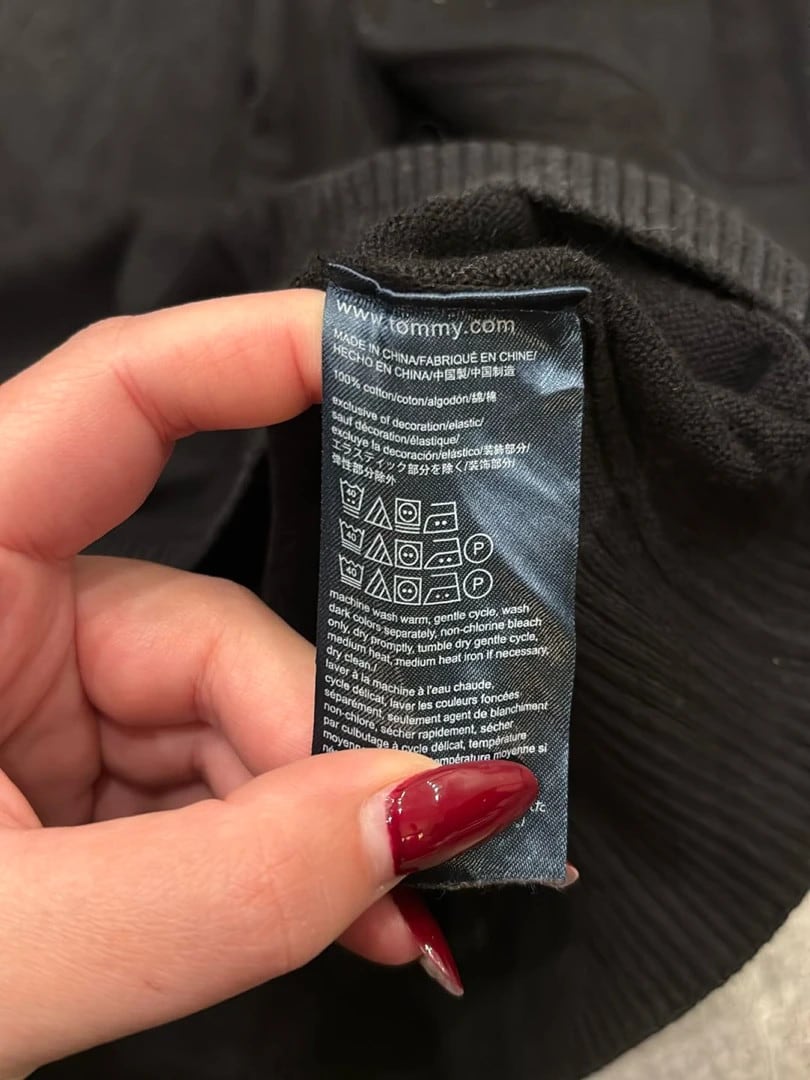 www.tommy.com
MADE IN CHINA/FABRIQUÉ EN CHINE/
HECHO EN CHINA/中国製/中国制造
100% cotton/coton/algodón/綿/棉
exclusive of decoration/elastic/
sauf décoration/élastique/
excluye la decoración/elástico/装飾部分/
エラスティック部分を除く/装饰部分/
弹性部分除外
40
40 P
40 P
machine wash warm, gentle cycle, wash
dark colors separately, non-chlorine bleach
only, dry promptly, tumble dry gentle cycle,
medium heat, medium heat iron if necessary,
dry clean./
laver à la machine à l'eau chaude,
cycle délicat, laver les couleurs foncées
séparément, seulement agent de blanchiment
non-chlore, sécher rapidement, sécher
par culbutage à cycle délicat, température
moyenne si